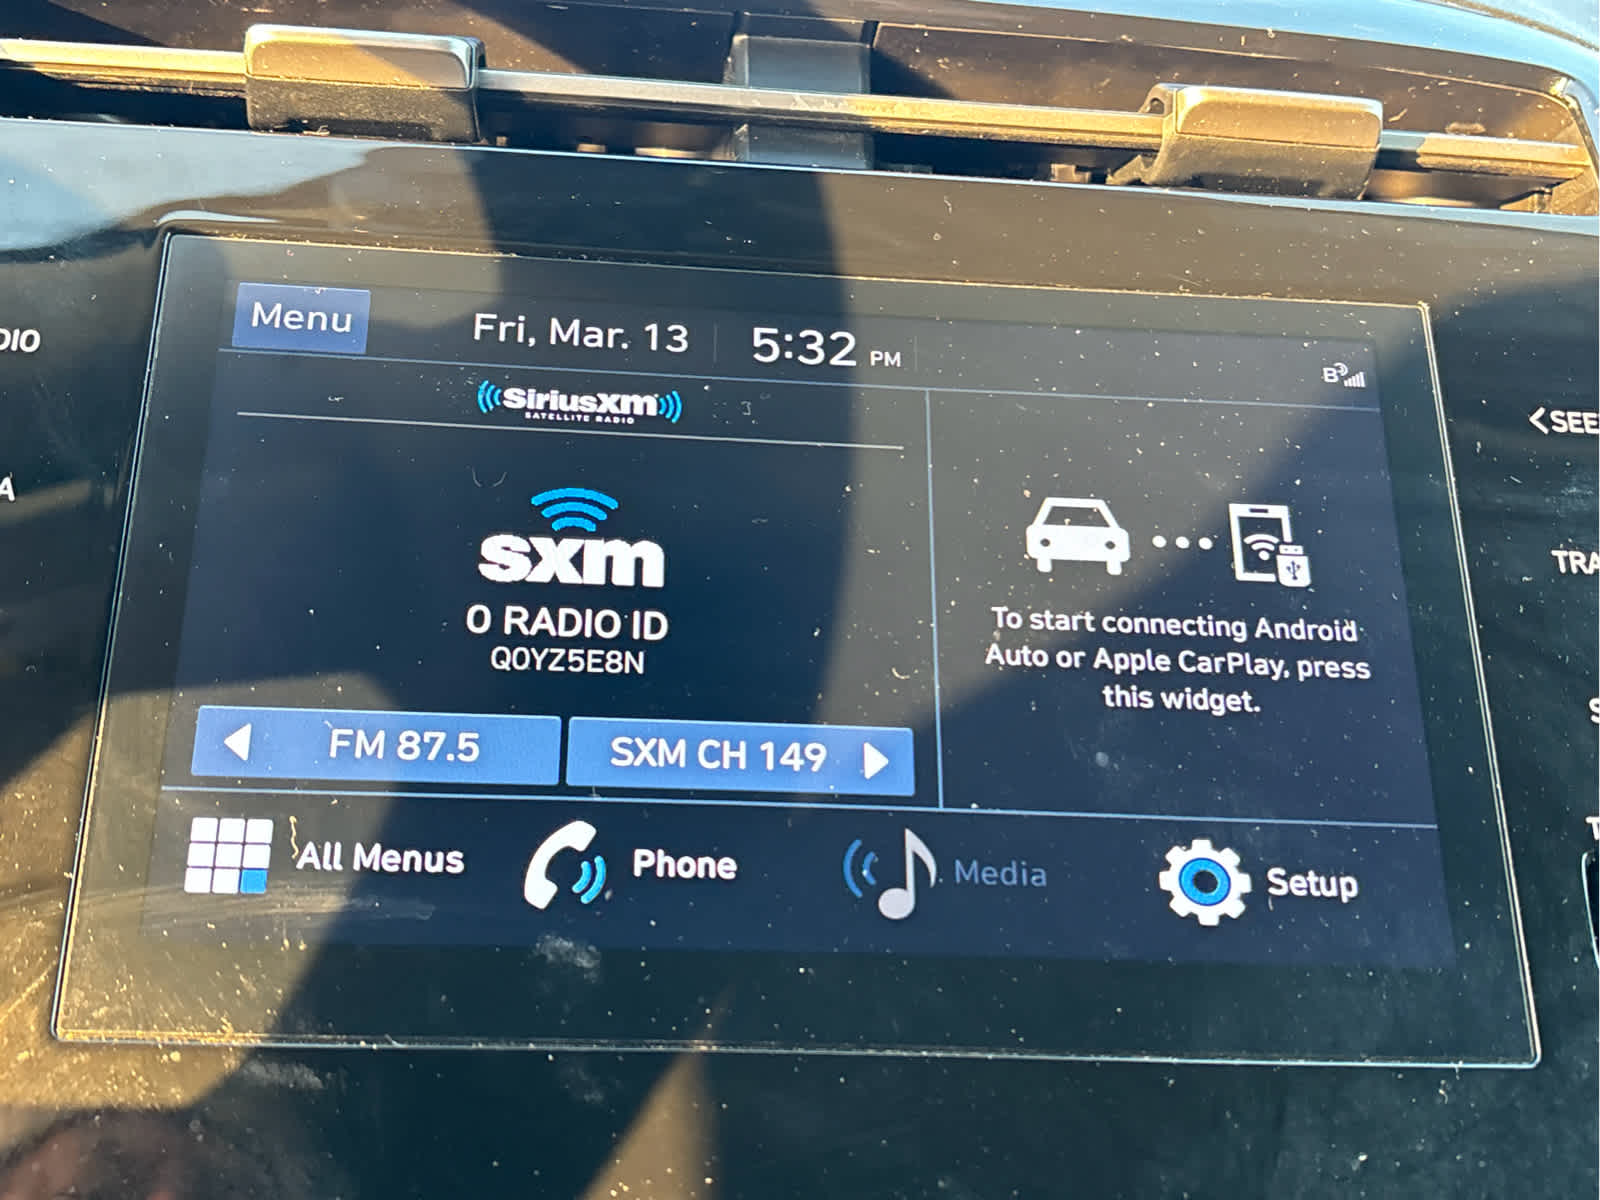 Menu
Fri, Mar. 13
5:32 PM
B
SiriusXM
SATELLITE RADIO
sxm
0 RADIO ID
Q0YZ5E8N
To start connecting Android
Auto or Apple CarPlay, press
this widget.
FM 87.5
SXM CH 149
All Menus
Phone
Media
Setup
DIO
A
<SEE
TRA